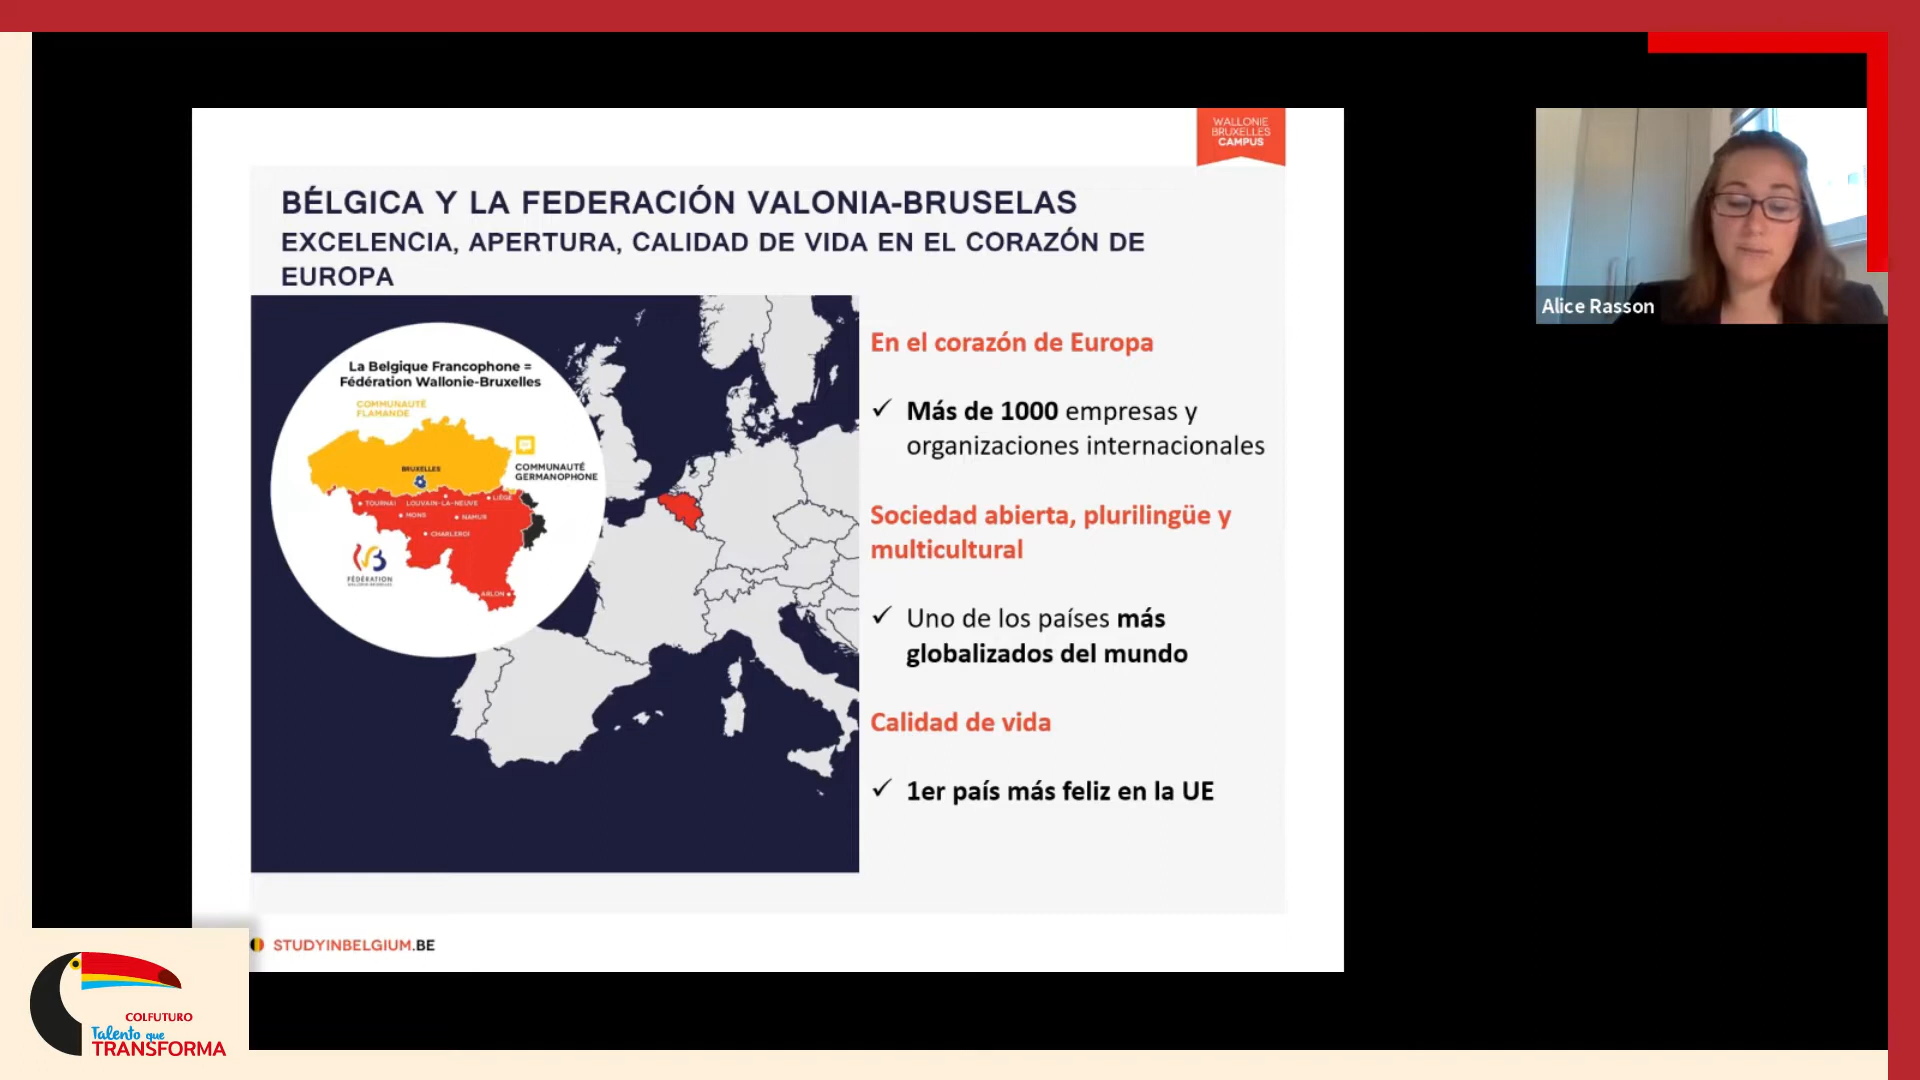 WALLONIE
BRUXELLES
CAMPUS
BÉLGICA Y LA FEDERACIÓN VALONIA-BRUSELAS
EXCELENCIA, APERTURA, CALIDAD DE VIDA EN EL CORAZÓN DE
EUROPA
La Belgique Francophone =
Fédération Wallonie-Bruxelles
COMMUNAUTÉ
FLAMANDE
BRUXELLES
COMMUNAUTÉ
GERMANOPHONE
TOURNAI
LOUVAIN-LA-NEUVE
LIÈGE
MONS
NAMUR
CHARLEROI
FÉDÉRATION
WALLONIE-BRUXELLES
ARLON
En el corazón de Europa
✓ Más de 1000 empresas y
organizaciones internacionales
Sociedad abierta, plurilingüe y
multicultural
✓ Uno de los países más
globalizados del mundo
Calidad de vida
✓ 1er país más feliz en la UE
STUDYINBELGIUM.BE
Alice Rasson
COLFUTURO
Talento que
TRANSFORMA